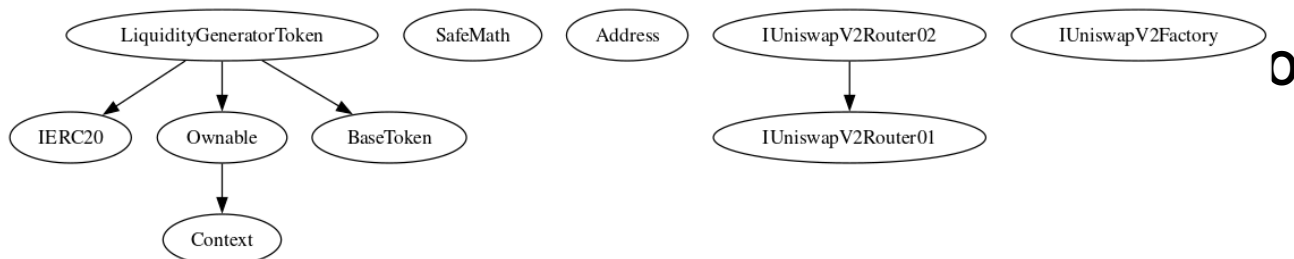 LiquidityGeneratorToken SafeMath Address IUniswapV2Router02 IUniswapV2Factory
IERC20 Ownable BaseToken IUniswapV2Router01
Context